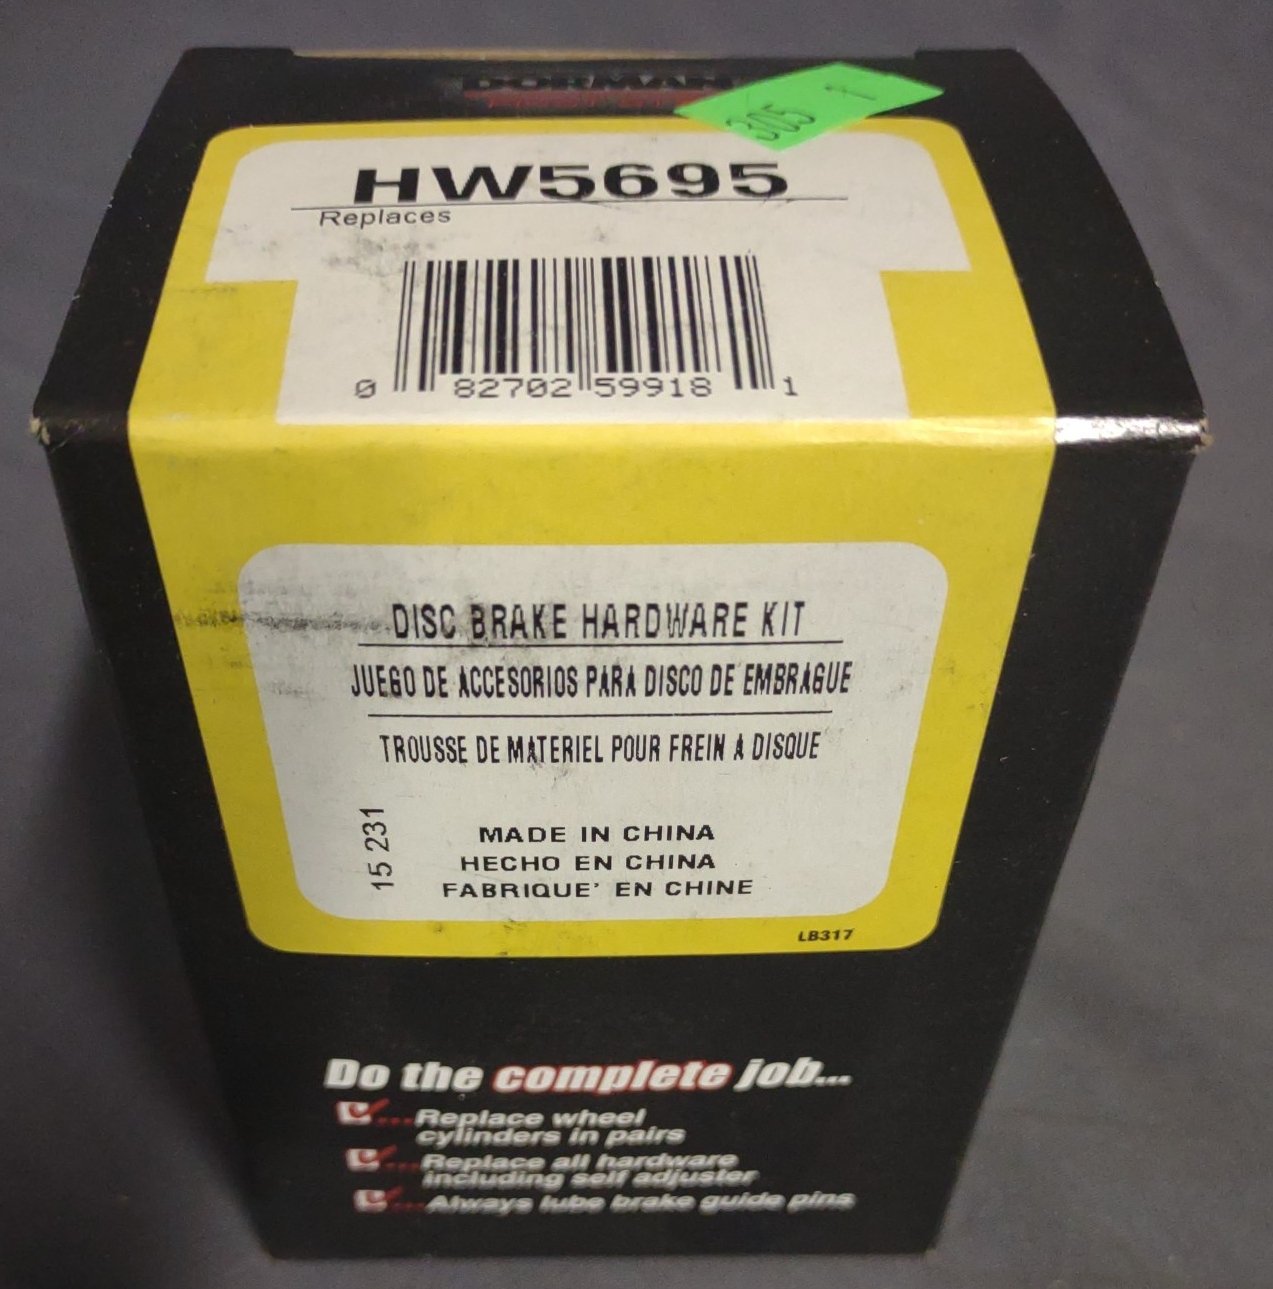 DORMAN
305 1
HW5695
Replaces
0 82702 59918 1
DISC BRAKE HARDWARE KIT
JUEGO DE ACCESORIOS PARA DISCO DE EMBRAGUE
TROUSSE DE MATERIEL POUR FREIN A DISQUE
15 231
MADE IN CHINA
HECHO EN CHINA
FABRIQUE' EN CHINE
LB317
Do the complete job...
...Replace wheel
cylinders in pairs
...Replace all hardware
including self adjuster
...Always lube brake guide pins